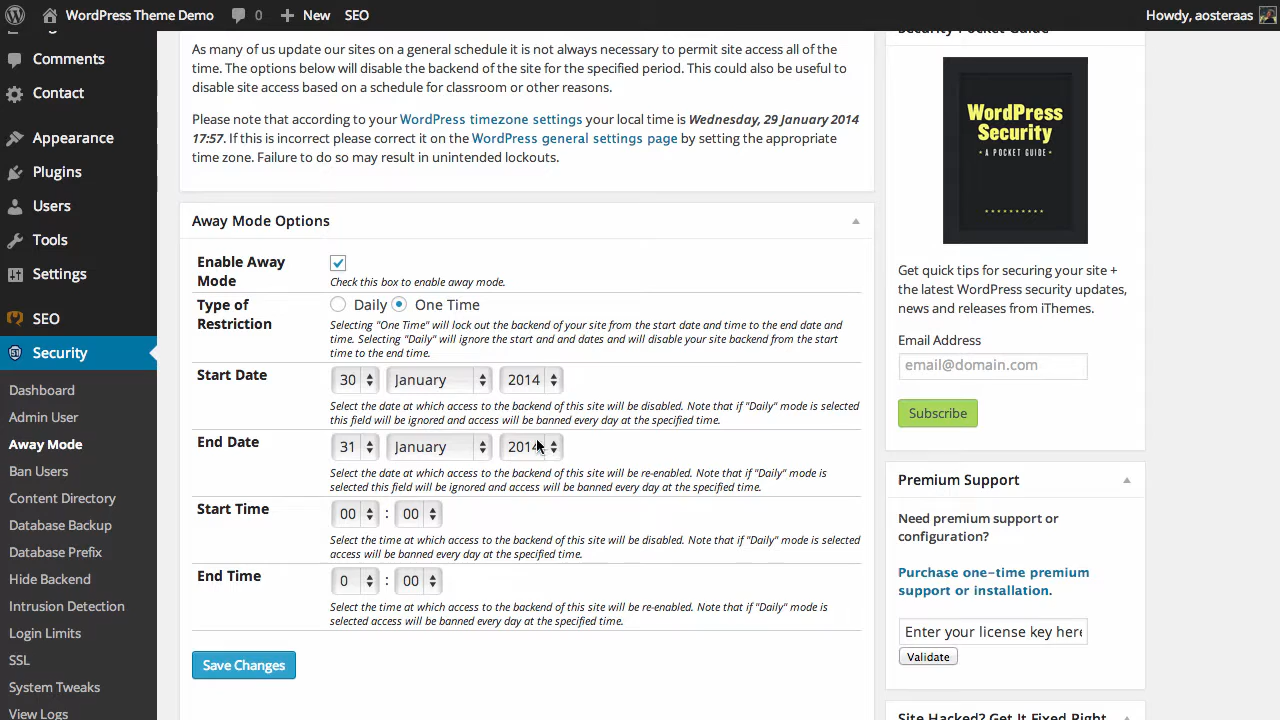 WordPress Theme Demo 0 New SEO Howdy, aosteraas
Comments
Contact
Appearance
Plugins
Users
Tools
Settings
SEO
Security
Dashboard
Admin User
Away Mode
Ban Users
Content Directory
Database Backup
Database Prefix
Hide Backend
Intrusion Detection
Login Limits
SSL
System Tweaks
View Logs
As many of us update our sites on a general schedule it is not always necessary to permit site access all of the
time. The options below will disable the backend of the site for the specified period. This could also be useful to
disable site access based on a schedule for classroom or other reasons.
Please note that according to your WordPress timezone settings your local time is Wednesday, 29 January 2014
17:57. If this is incorrect please correct it on the WordPress general settings page by setting the appropriate
time zone. Failure to do so may result in unintended lockouts.
Away Mode Options
Enable Away
Mode
Check this box to enable away mode.
Type of
Restriction
Daily One Time
Selecting "One Time" will lock out the backend of your site from the start date and time to the end date and
time. Selecting "Daily" will ignore the start and and dates and will disable your site backend from the start
time to the end time.
Start Date
30 January 2014
Select the date at which access to the backend of this site will be disabled. Note that if "Daily" mode is selected
this field will be ignored and access will be banned every day at the specified time.
End Date
31 January 2014
Select the date at which access to the backend of this site will be re-enabled. Note that if "Daily" mode is
selected this field will be ignored and access will be banned every day at the specified time.
Start Time
00 : 00
Select the time at which access to the backend of this site will be disabled. Note that if "Daily" mode is selected
access will be banned every day at the specified time.
End Time
0 : 00
Select the time at which access to the backend of this site will be re-enabled. Note that if "Daily" mode is
selected access will be banned every day at the specified time.
Save Changes
Security Pocket Guide
WordPress
Security
• A POCKET GUIDE •
Get quick tips for securing your site +
the latest WordPress security updates,
news and releases from iThemes.
Email Address
email@domain.com
Subscribe
Premium Support
Need premium support or
configuration?
Purchase one-time premium
support or installation.
Enter your license key here
Validate
Site Hacked? Get It Fixed Right